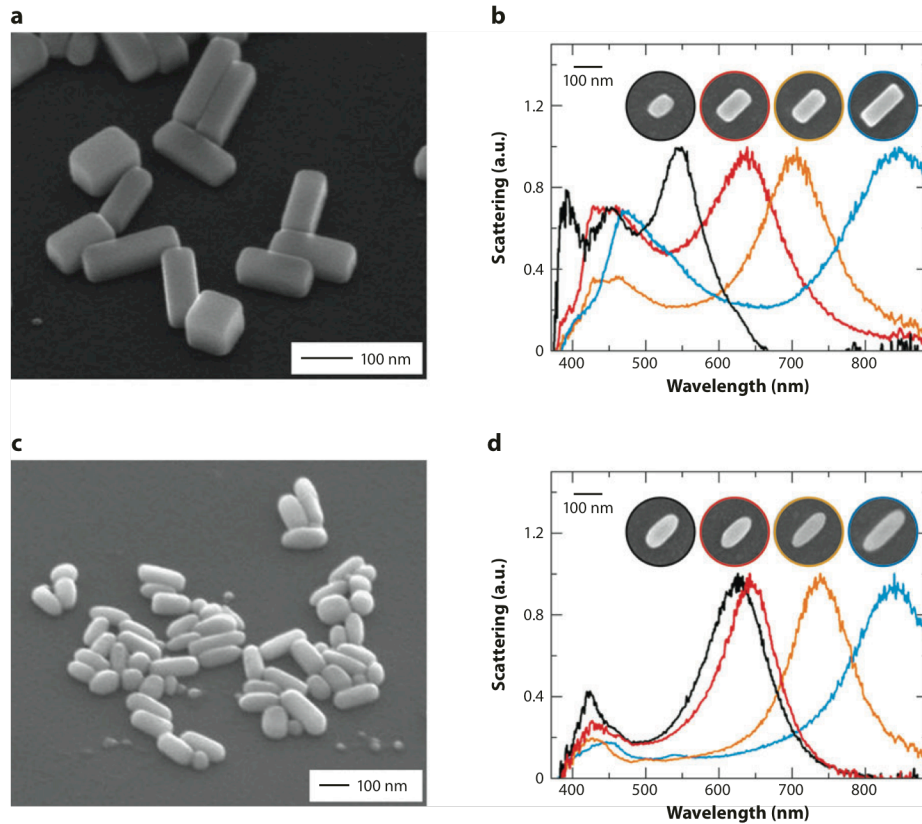 a
100 nm
b
100 nm
Scattering (a.u.)
1.2
0.8
0.4
0
400 500 600 700 800
Wavelength (nm)
c
100 nm
d
100 nm
Scattering (a.u.)
1.2
0.8
0.4
0
400 500 600 700 800
Wavelength (nm)